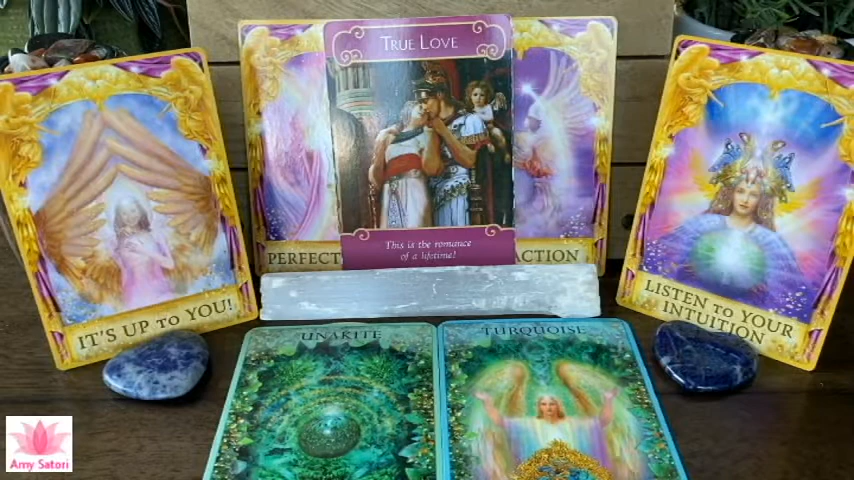 TRUE LOVE
This is the romance
of a lifetime!
IT'S UP TO YOU!
PERFECT
ACTION
LISTEN TO YOUR
INTUITION
UNAKITE
TURQUOISE
Amy Satori